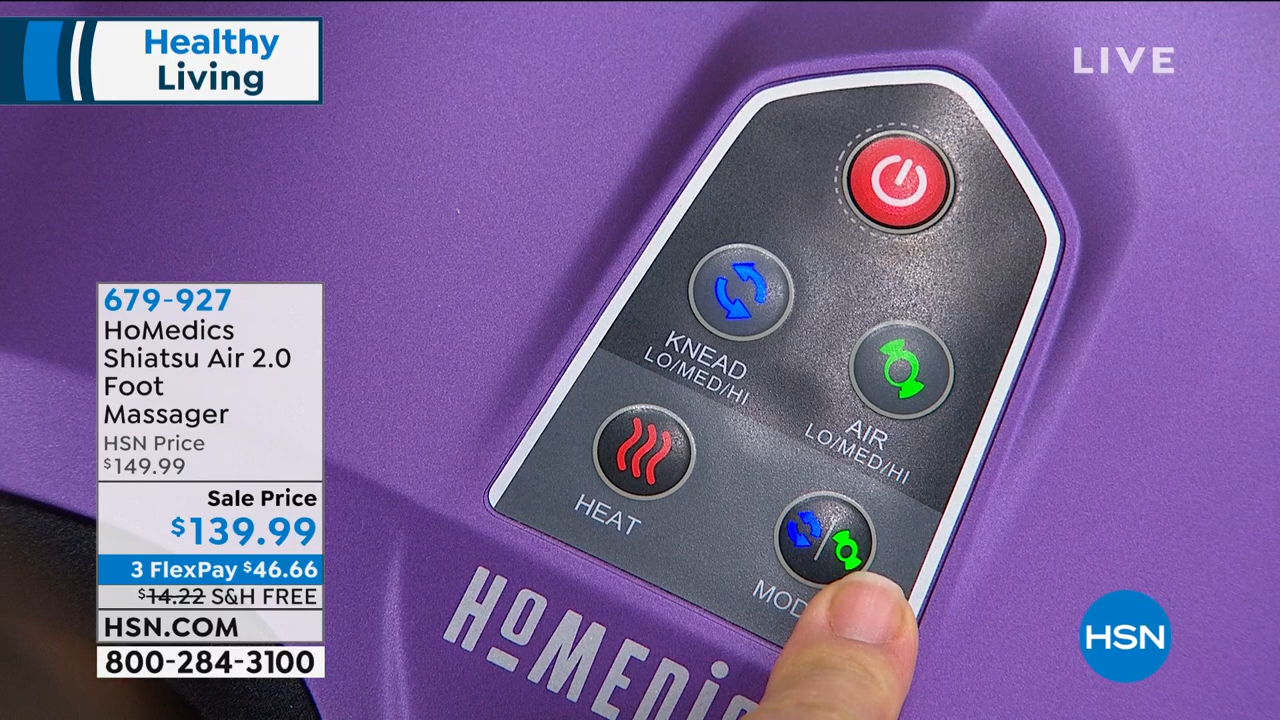 Healthy
Living
LIVE
679-927
HoMedics
Shiatsu Air 2.0
Foot
Massager
HSN Price
$149.99
Sale Price
$139.99
3 FlexPay $46.66
$14.22 S&H FREE
HSN.COM
800-284-3100
KNEAD
LO/MED/HI
AIR
LO/MED/HI
HEAT
MOD
HoMEDic
HSN